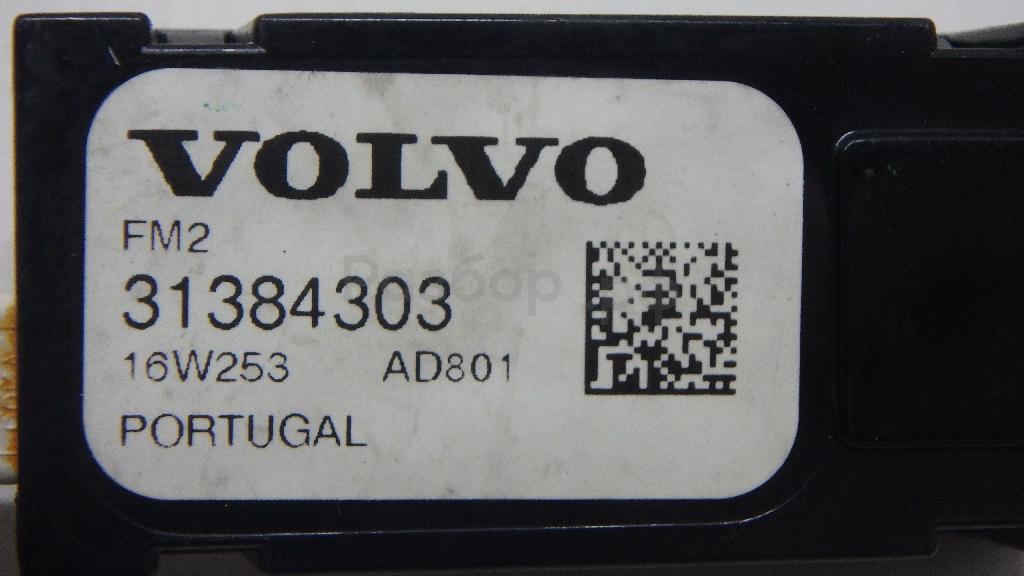 VOLVO
FM2
31384303
16W253 AD801
PORTUGAL